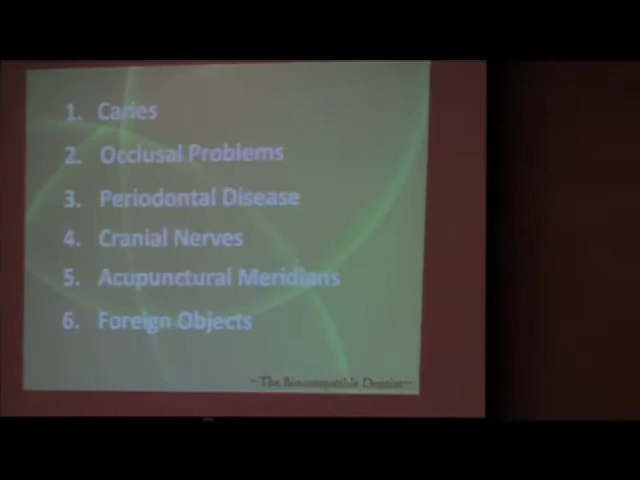 1. Caries
2. Occlusal Problems
3. Periodontal Disease
4. Cranial Nerves
5. Acupunctural Meridians
6. Foreign Objects
~The Biocompatible Dentist~